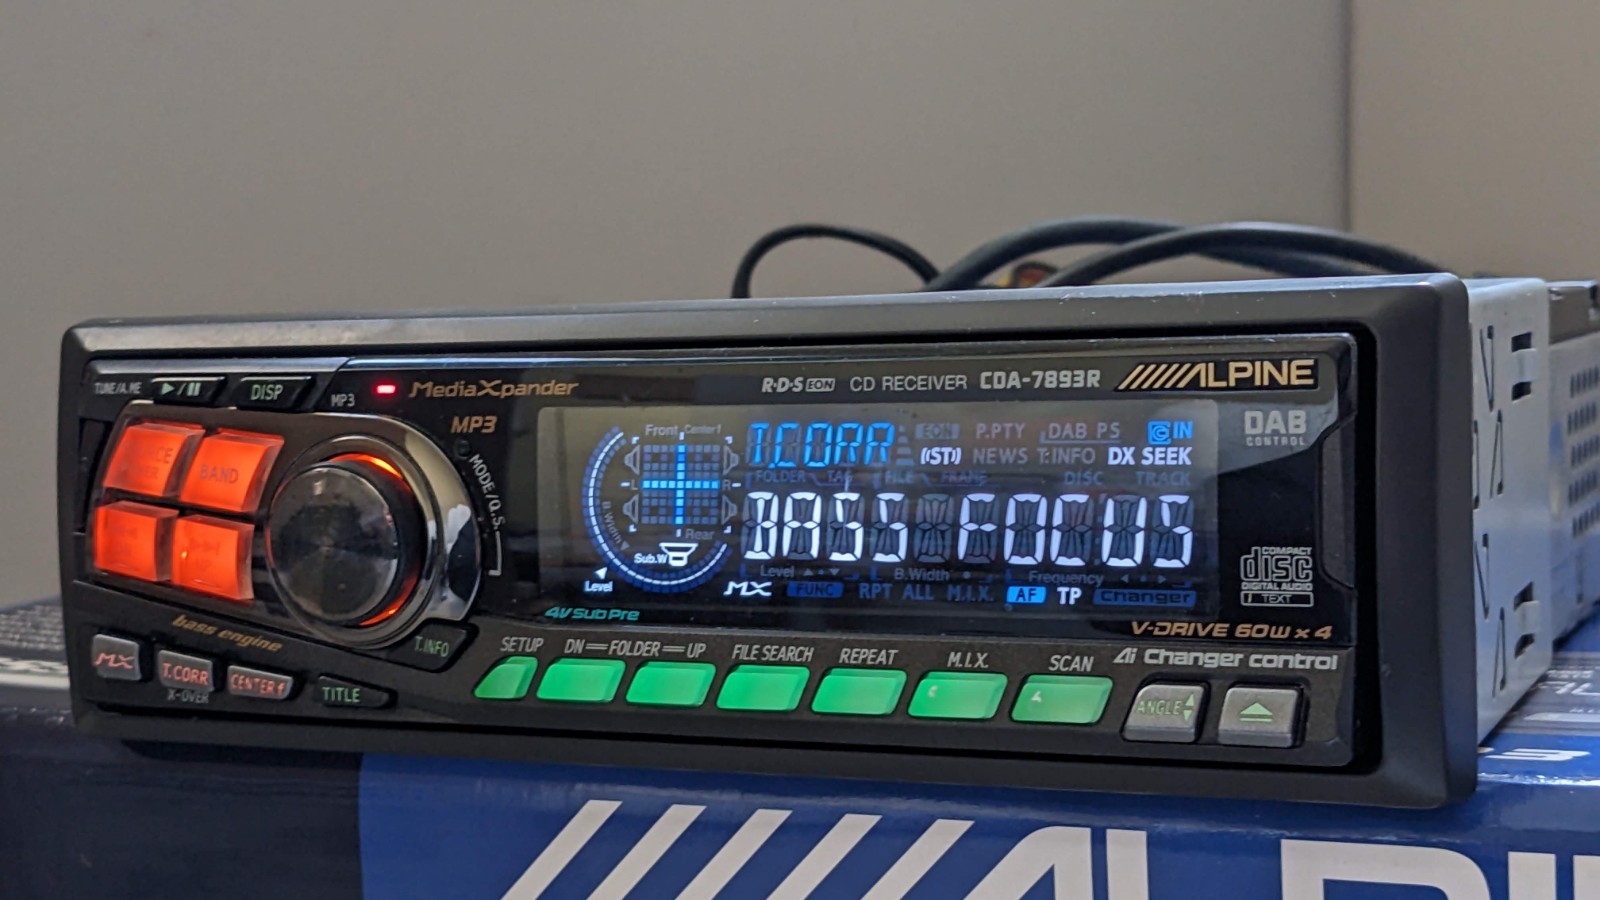 TUNE/A.ME ▶/▮▮ DISP MP3 MediaXpander
R·D·S EON CD RECEIVER CDA-7893R ALPINE
MP3
MODE/Q.S.
BAND
DAB
CONTROL
Front Center f
L R
Rear
B.Width
Sub.W
Level
T.CORR EON P.PTY DAB PS C IN
((ST)) NEWS T.INFO DX SEEK
FOLDER TAG FILE FRAME DISC TRACK
BASS FOCUS
Level B.Width Frequency
MX FUNC RPT ALL M.I.X. AF TP Changer
COMPACT
disc
DIGITAL AUDIO
TEXT
4V SubPre
V-DRIVE 60W×4
bass engine
T.INFO
SETUP DN FOLDER UP FILE SEARCH REPEAT M.I.X. SCAN Ai Changer control
MX T.CORR CENTER f TITLE
X-OVER
ANGLE
3